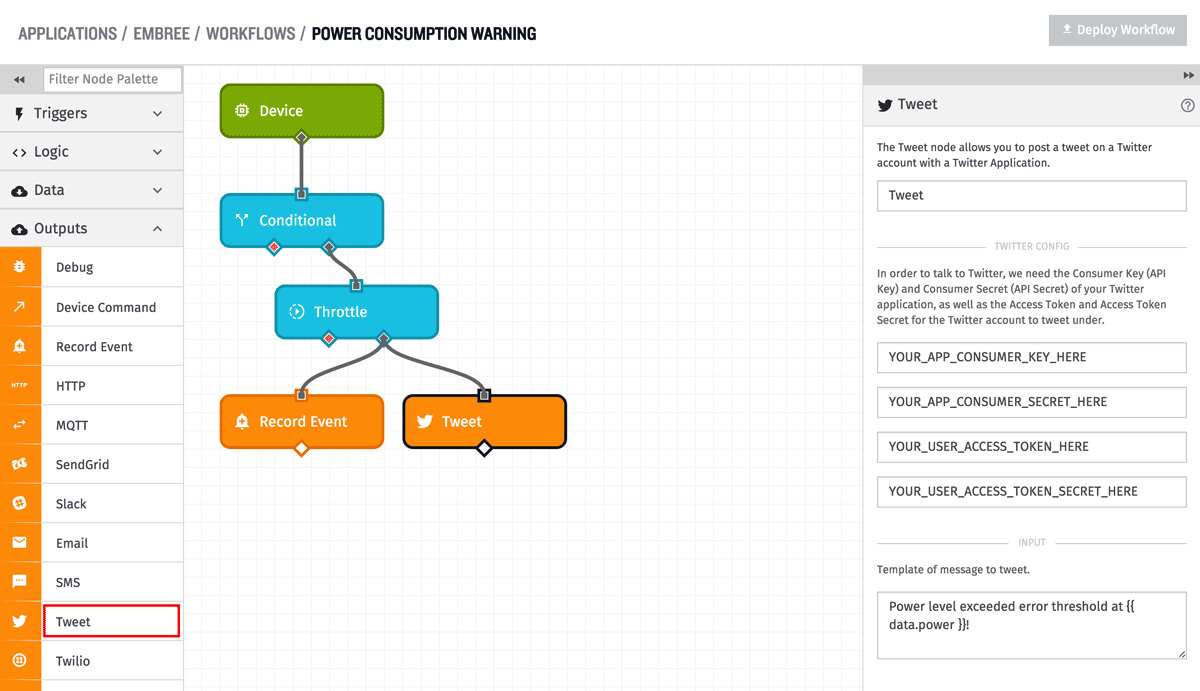 APPLICATIONS / EMBREE / WORKFLOWS / POWER CONSUMPTION WARNING
Deploy Workflow
Filter Node Palette
Triggers
Logic
Data
Outputs
Debug
Device Command
Record Event
HTTP HTTP
MQTT
SendGrid
Slack
Email
SMS
Tweet
Twilio
Device
Conditional
Throttle
Record Event
Tweet
Tweet
?
The Tweet node allows you to post a tweet on a Twitter
account with a Twitter Application.
Tweet
TWITTER CONFIG
In order to talk to Twitter, we need the Consumer Key (API
Key) and Consumer Secret (API Secret) of your Twitter
application, as well as the Access Token and Access Token
Secret for the Twitter account to tweet under.
YOUR_APP_CONSUMER_KEY_HERE
YOUR_APP_CONSUMER_SECRET_HERE
YOUR_USER_ACCESS_TOKEN_HERE
YOUR_USER_ACCESS_TOKEN_SECRET_HERE
INPUT
Template of message to tweet.
Power level exceeded error threshold at {{
data.power }}!